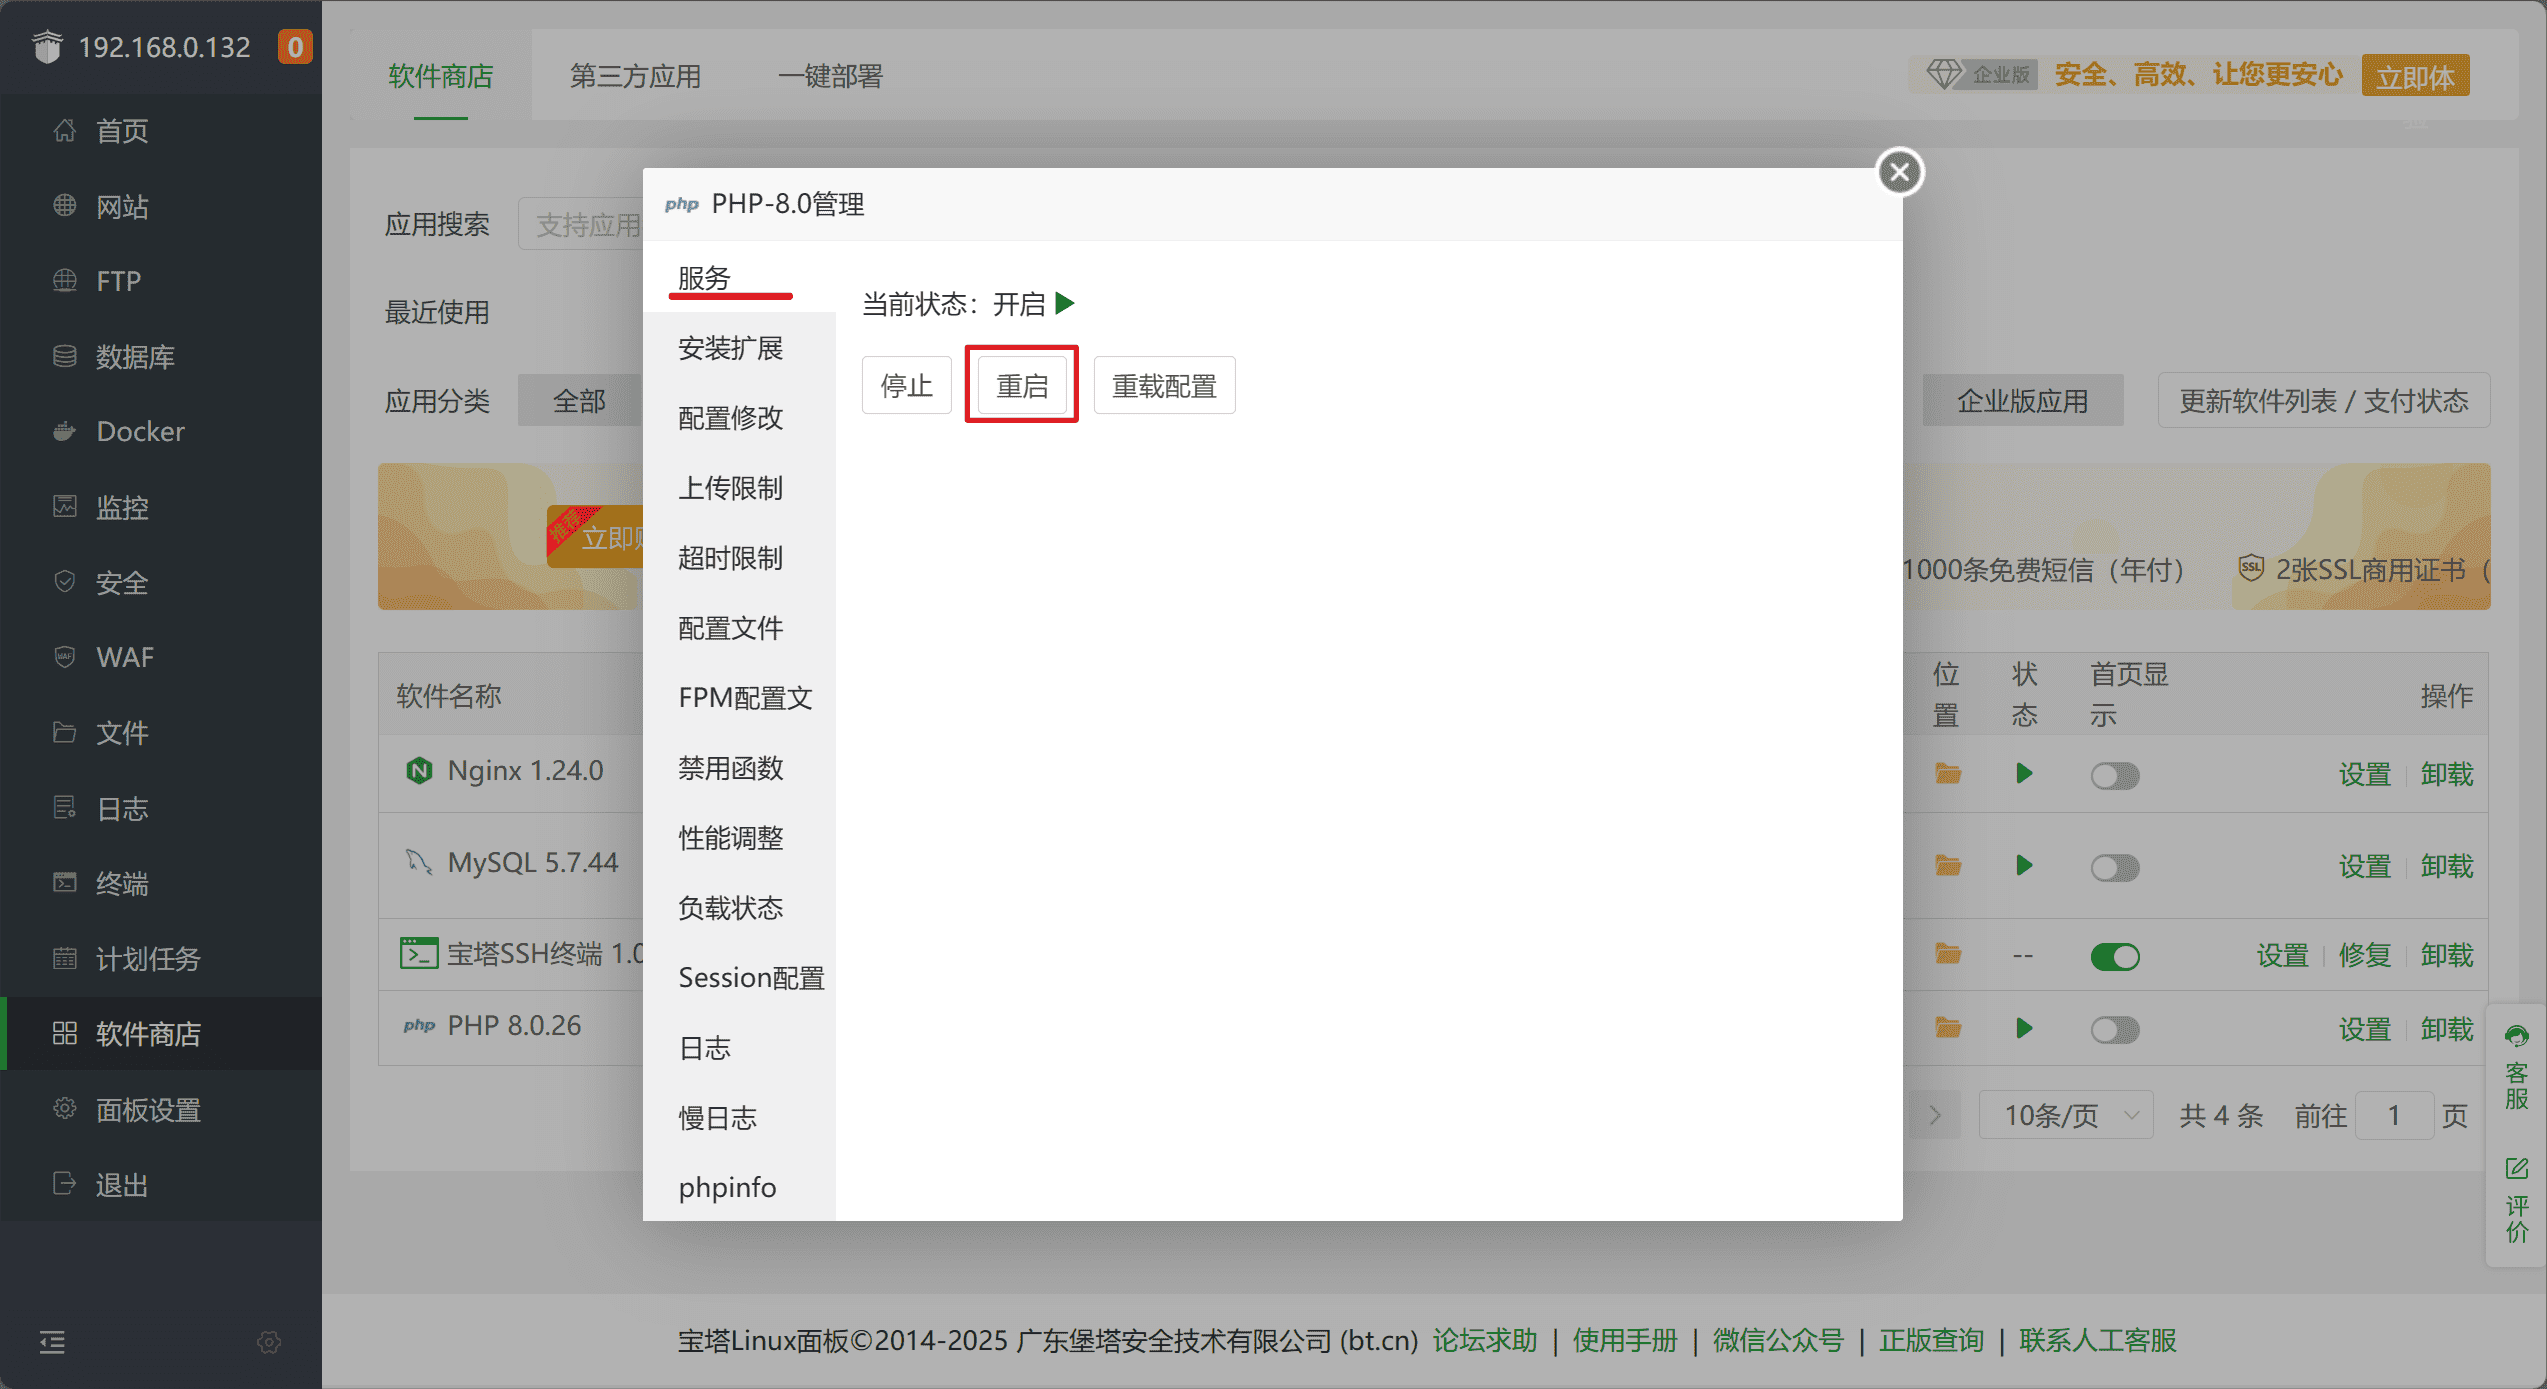 192.168.0.132
0
首页
网站
FTP
数据库
Docker
监控
安全
WAF
文件
日志
终端
计划任务
软件商店
面板设置
退出
软件商店
第三方应用
一键部署
企业版
安全、高效、让您更安心
立即体
应用搜索
支持应用
最近使用
应用分类
全部
企业版应用
更新软件列表 / 支付状态
推荐
立即
1000条免费短信（年付）
SSL
2张SSL商用证书（
软件名称
位置
状态
首页显示
操作
Nginx 1.24.0
设置
卸载
MySQL 5.7.44
设置
卸载
宝塔SSH终端 1.0
--
设置
修复
卸载
php
PHP 8.0.26
设置
卸载
10条/页
共 4 条
前往
1
页
php
PHP-8.0管理
服务
安装扩展
配置修改
上传限制
超时限制
配置文件
FPM配置文
禁用函数
性能调整
负载状态
Session配置
日志
慢日志
phpinfo
当前状态：开启
停止
重启
重载配置
客服
评价
宝塔Linux面板©2014-2025 广东堡塔安全技术有限公司 (bt.cn) 论坛求助 | 使用手册 | 微信公众号 | 正版查询 | 联系人工客服